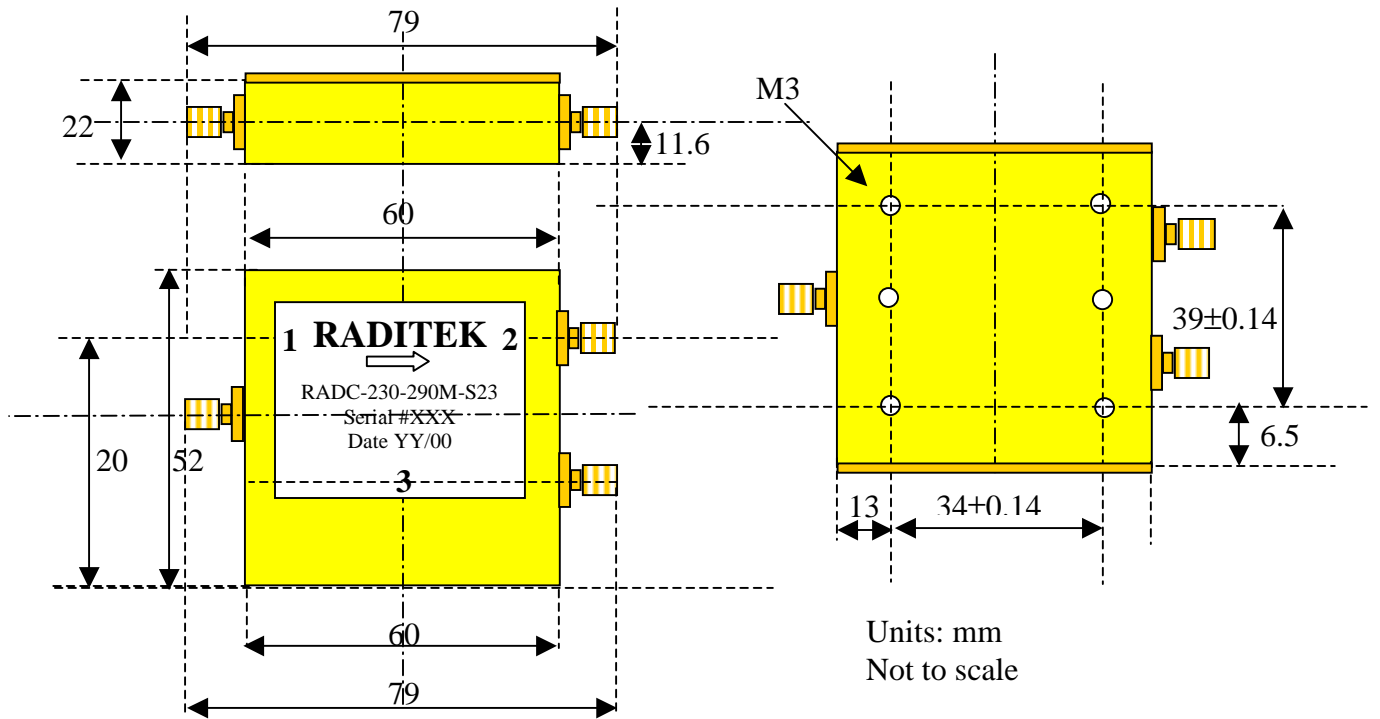 79
22
11.6
60
1 RADITEK 2
RADC-230-290M-S23
Serial #XXX
Date YY/00
3
20
52
60
79
M3
39±0.14
6.5
13
34±0.14
Units: mm
Not to scale